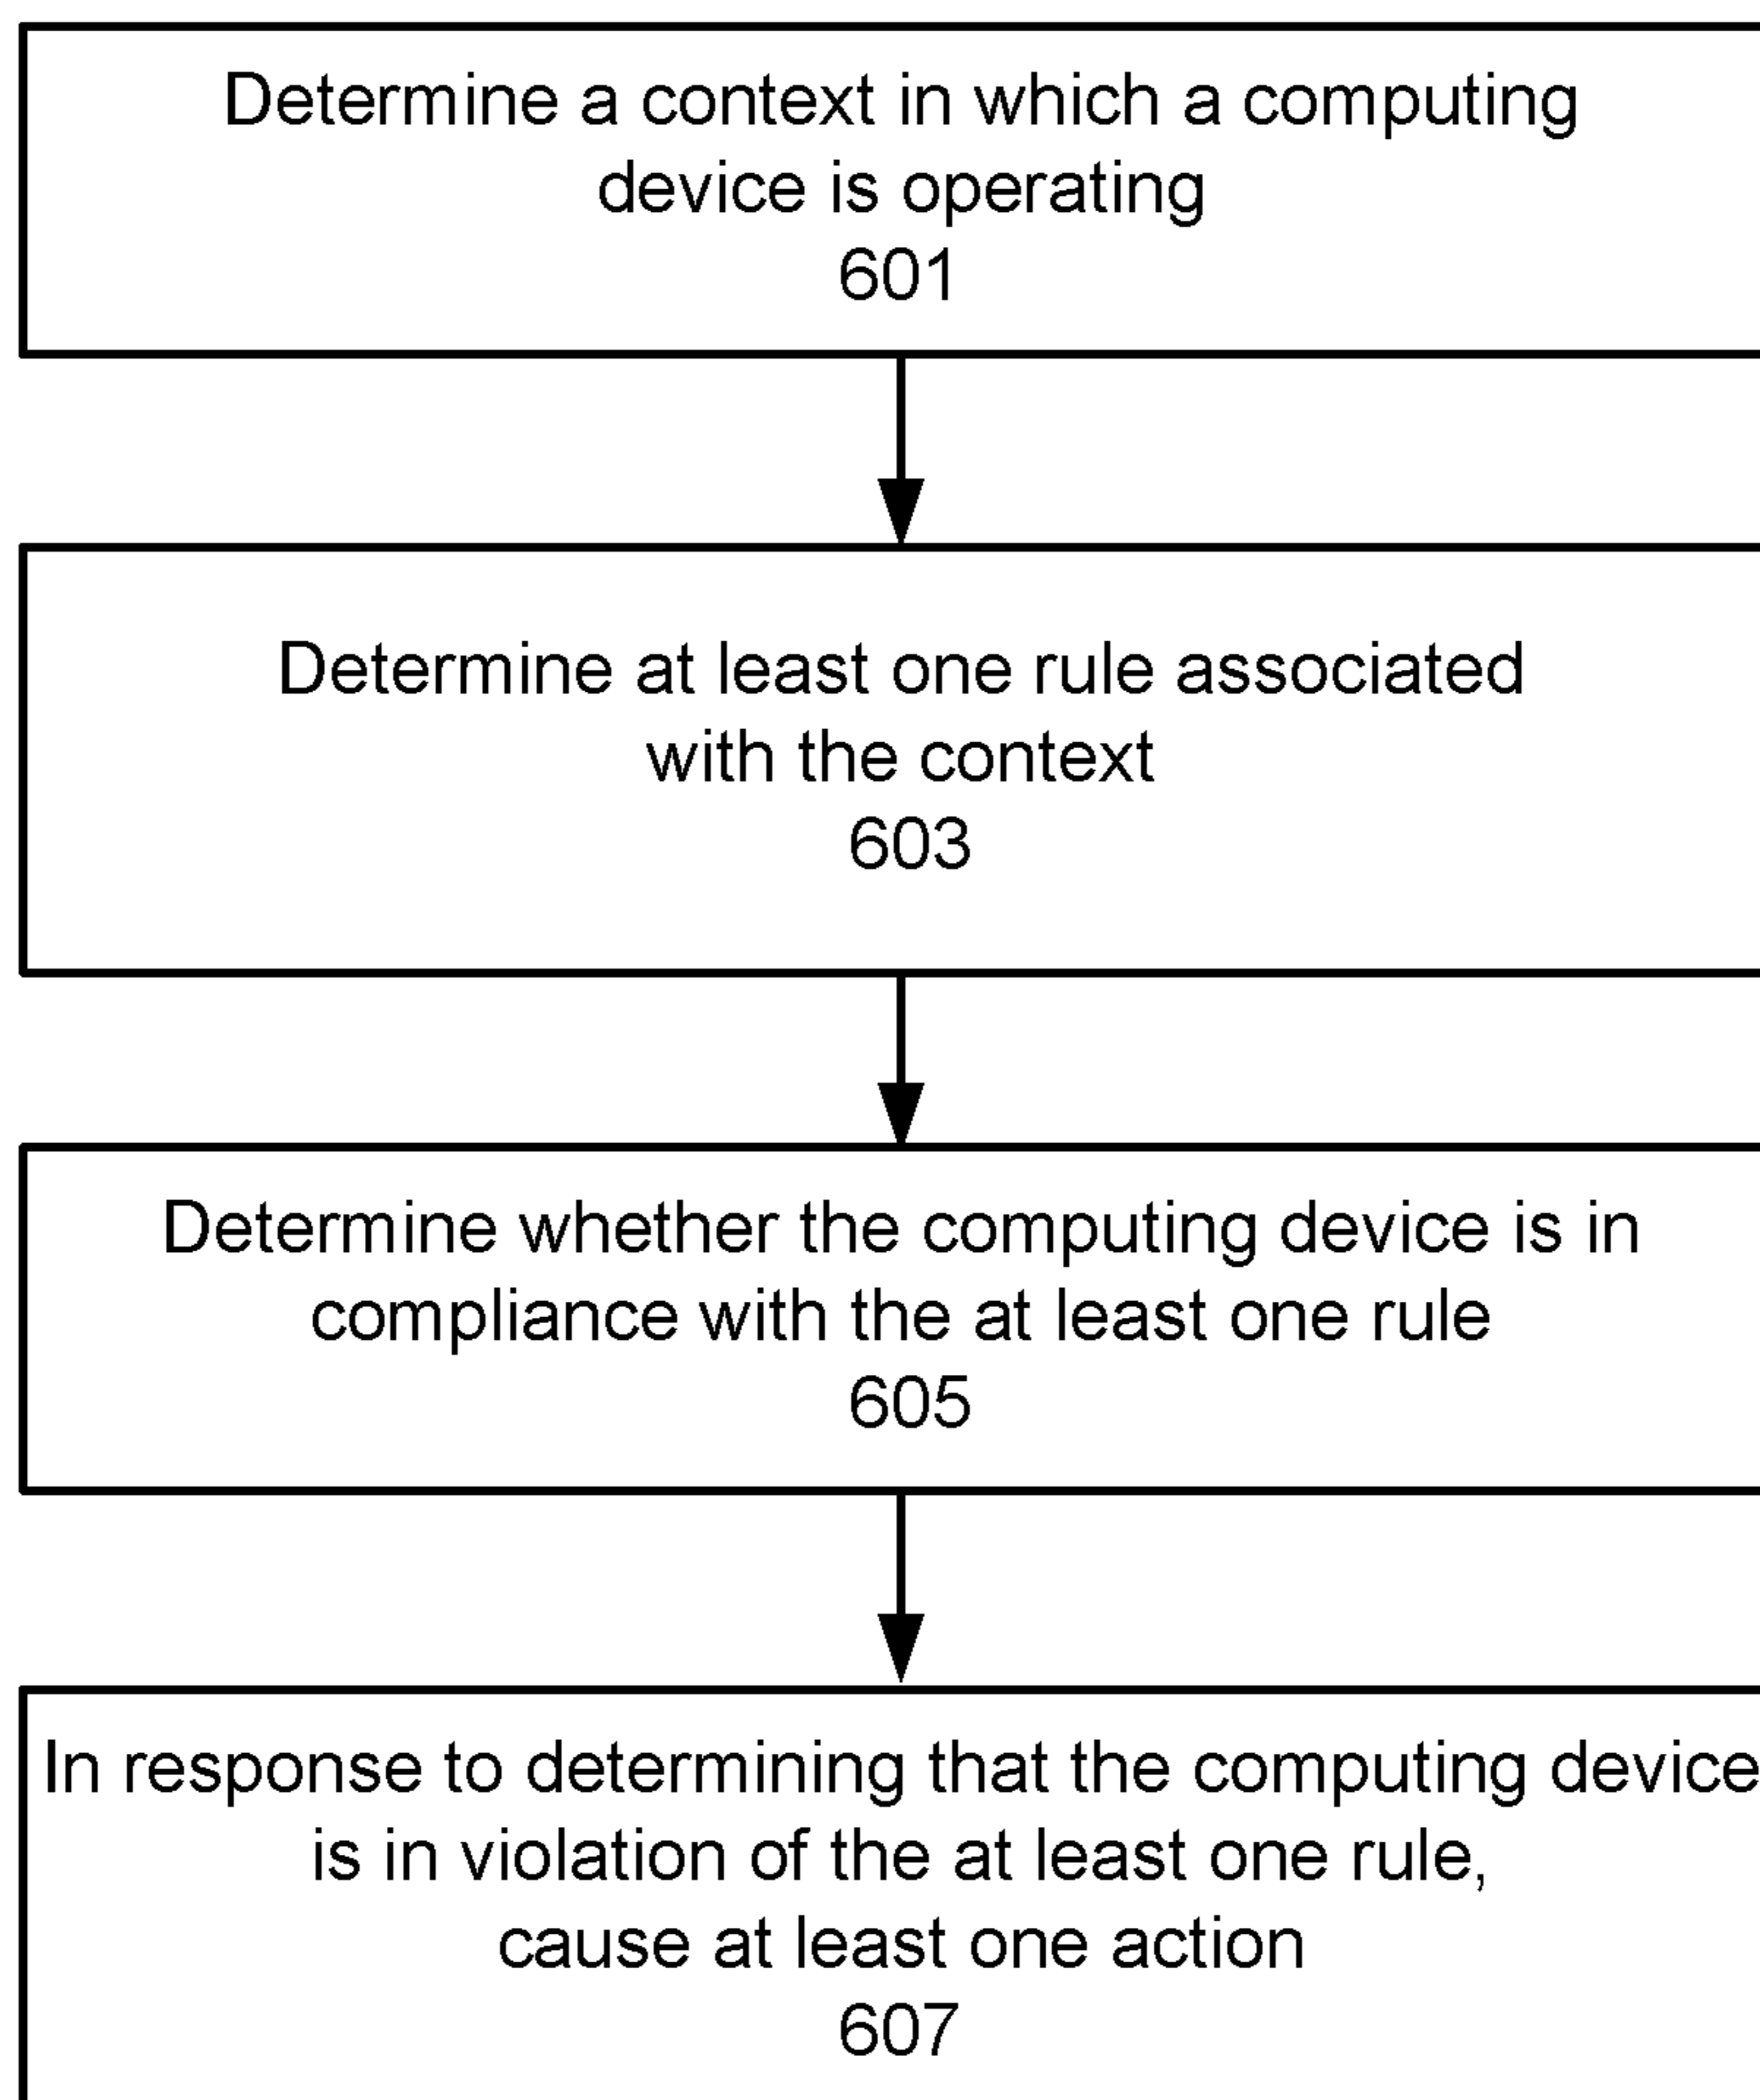 Determine a context in which a computing
device is operating
601
Determine at least one rule associated
with the context
603
Determine whether the computing device is in
compliance with the at least one rule
605
In response to determining that the computing device
is in violation of the at least one rule,
cause at least one action
607